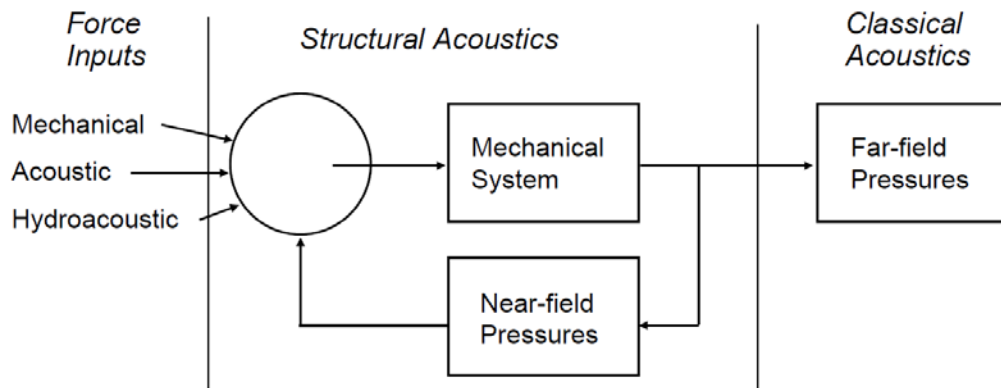 Force
Inputs
Structural Acoustics
Classical
Acoustics
Mechanical
Acoustic
Hydroacoustic
Mechanical
System
Far-field
Pressures
Near-field
Pressures